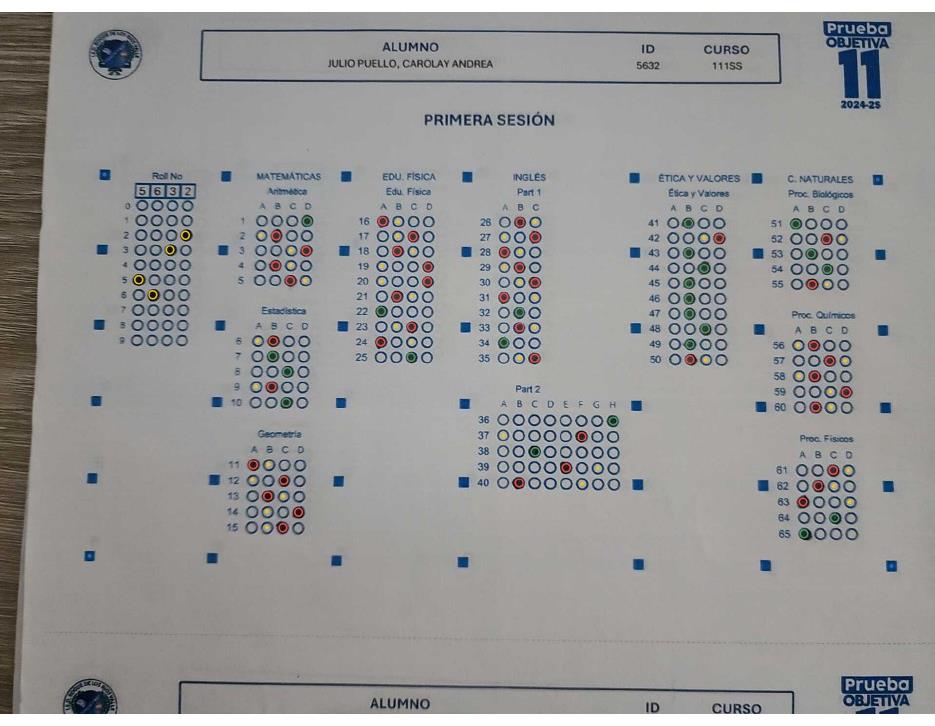 Prueba
OBJETIVA
11
2024-25
ALUMNO ID CURSO
JULIO PUELLO, CAROLAY ANDREA 5632 111SS
PRIMERA SESIÓN
Roll No
5 6 3 2
0
1
2
3
4
5
6
7
8
9
MATEMÁTICAS
Aritmética
A B C D
1
2
3
4
5
Estadística
A B C D
6
7
8
9
10
Geometría
A B C D
11
12
13
14
15
EDU. FÍSICA
Edu. Física
A B C D
16
17
18
19
20
21
22
23
24
25
INGLÉS
Part 1
A B C
26
27
28
29
30
31
32
33
34
35
Part 2
A B C D E F G H
36
37
38
39
40
ÉTICA Y VALORES
Ética y Valores
A B C D
41
42
43
44
45
46
47
48
49
50
C. NATURALES
Proc. Biológicos
A B C D
51
52
53
54
55
Proc. Químicos
A B C D
56
57
58
59
60
Proc. Físicos
A B C D
61
62
63
64
65
ALUMNO ID CURSO
Prueba
OBJETIVA